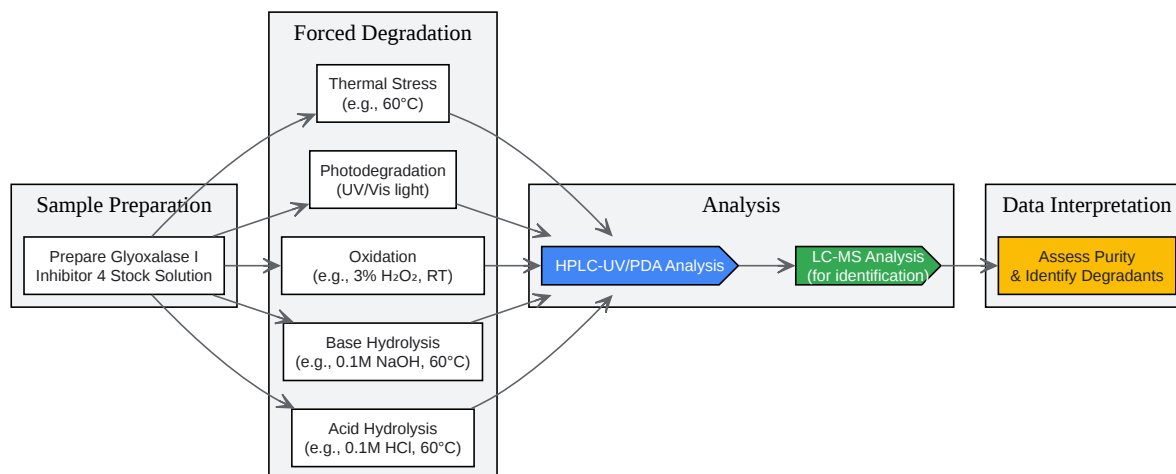 Sample Preparation
Prepare Glyoxalase I
Inhibitor 4 Stock Solution
Forced Degradation
Thermal Stress
(e.g., 60°C)
Photodegradation
(UV/Vis light)
Oxidation
(e.g., 3% H₂O₂, RT)
Base Hydrolysis
(e.g., 0.1M NaOH, 60°C)
Acid Hydrolysis
(e.g., 0.1M HCl, 60°C)
Analysis
HPLC-UV/PDA Analysis
LC-MS Analysis
(for identification)
Data Interpretation
Assess Purity
& Identify Degradants